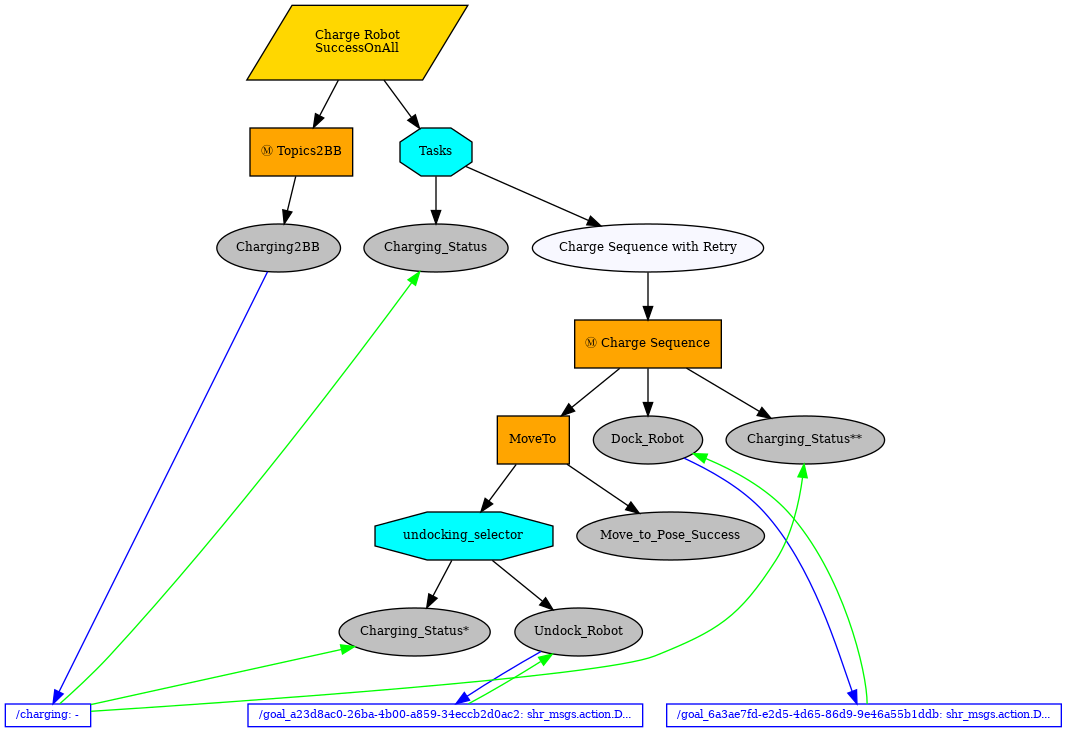 Charge Robot
SuccessOnAll
Ⓜ Topics2BB
Tasks
Charging2BB
Charging_Status
Charge Sequence with Retry
Ⓜ Charge Sequence
MoveTo
Dock_Robot
Charging_Status**
undocking_selector
Move_to_Pose_Success
Charging_Status*
Undock_Robot
/charging: -
/goal_a23d8ac0-26ba-4b00-a859-34eccb2d0ac2: shr_msgs.action.D...
/goal_6a3ae7fd-e2d5-4d65-86d9-9e46a55b1ddb: shr_msgs.action.D...